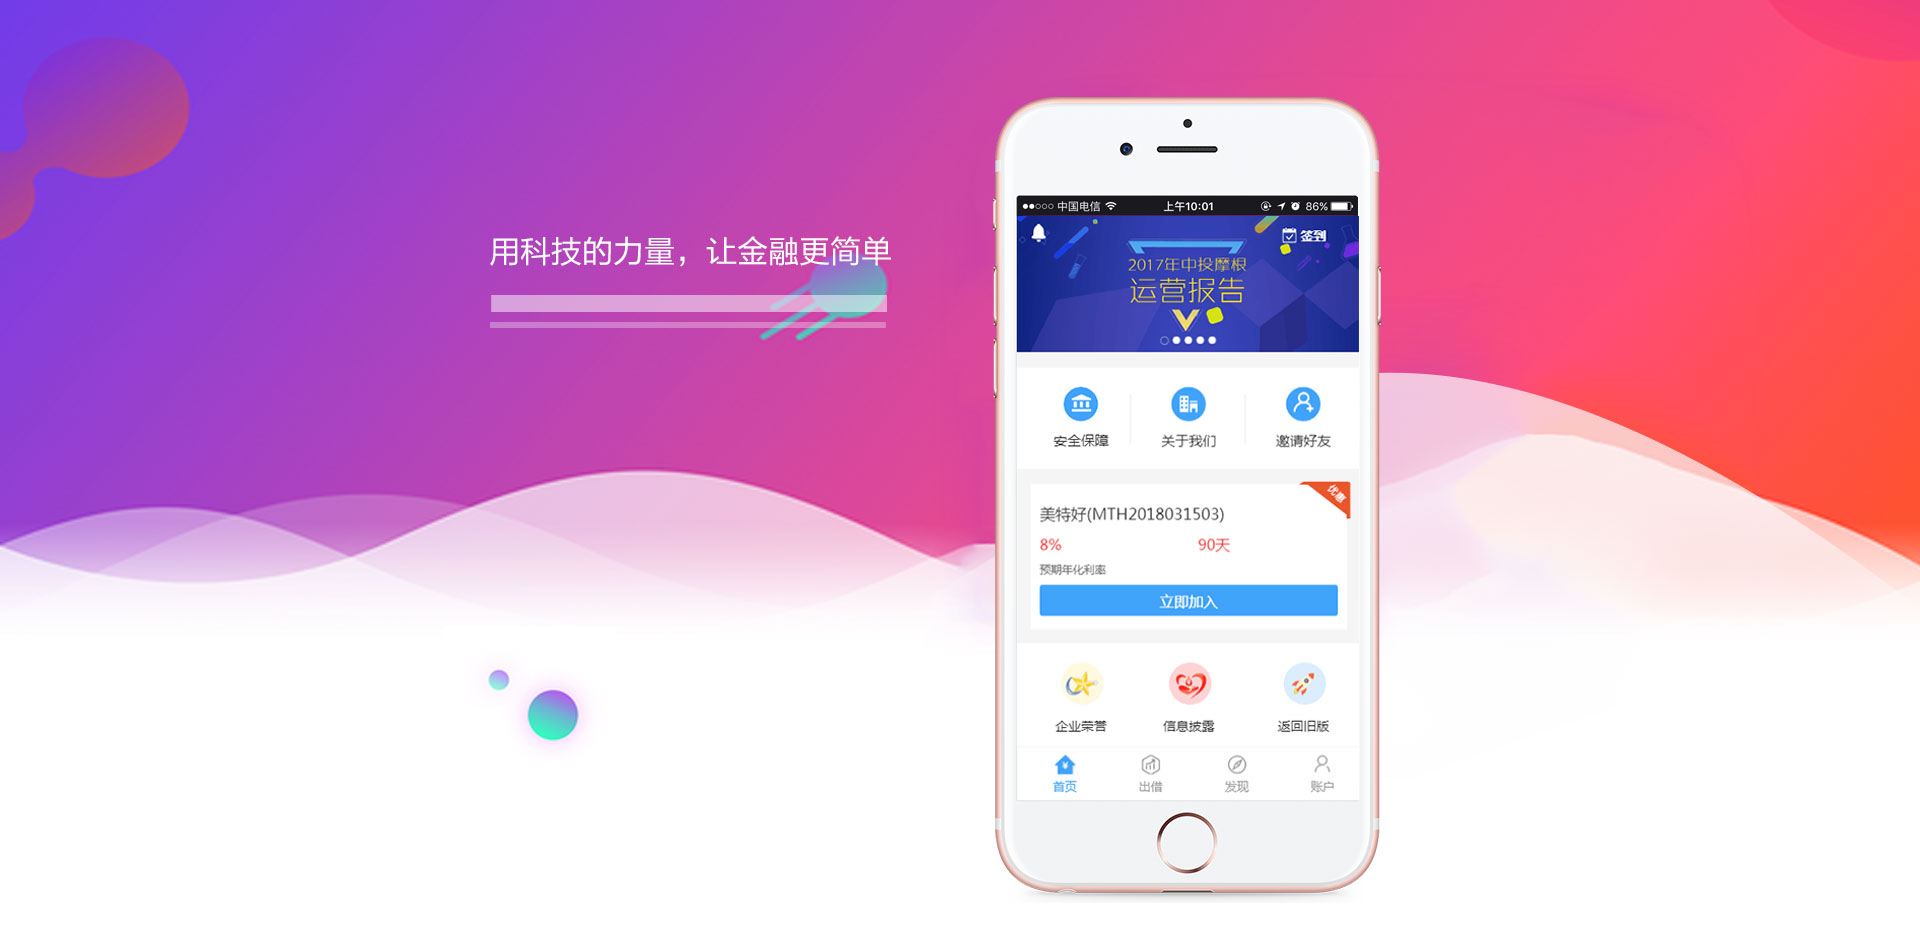 用科技的力量，让金融更简单
中国电信 上午10:01 86%
签到
2017年中投摩根
运营报告
安全保障 关于我们 邀请好友
优惠
美特好(MTH2018031503)
8% 90天
预期年化利率
立即加入
企业荣誉 信息披露 返回旧版
首页 出借 发现 账户